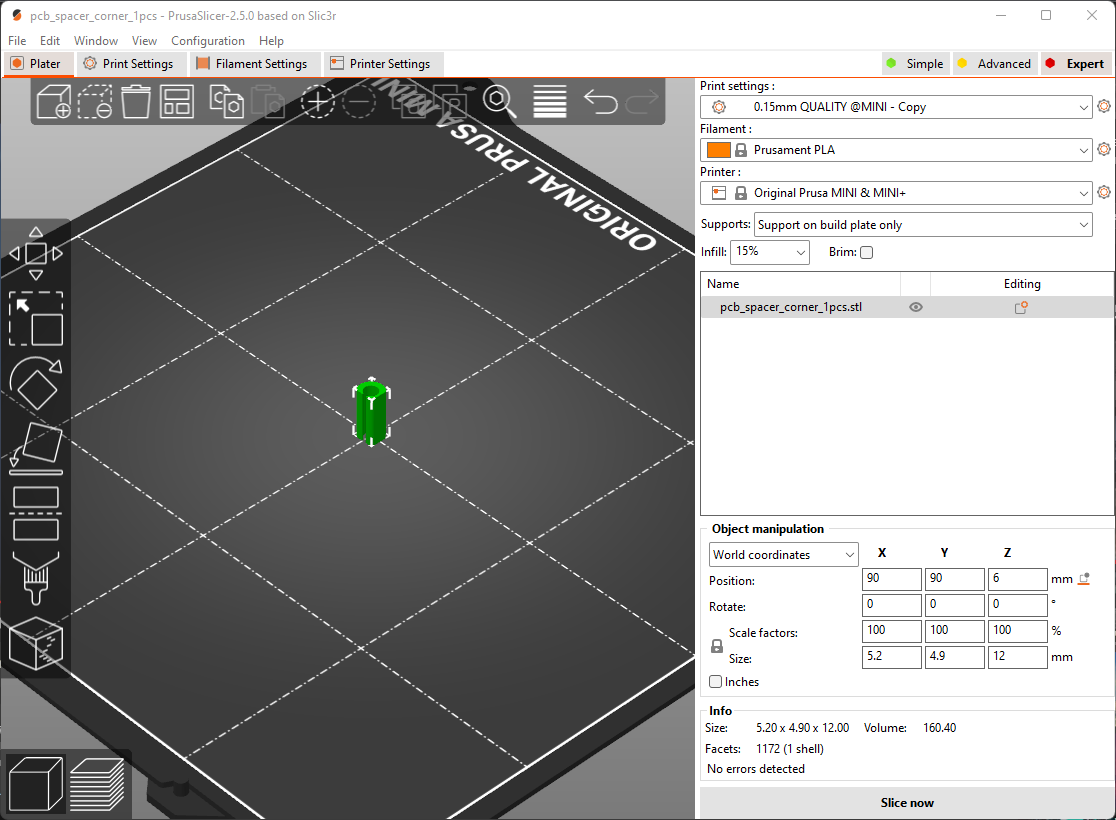 pcb_spacer_corner_1pcs - PrusaSlicer-2.5.0 based on Slic3r
File Edit Window View Configuration Help
Plater Print Settings Filament Settings Printer Settings Simple Advanced Expert
ORIGINAL PRUSA MINI
Print settings :
0.15mm QUALITY @MINI - Copy
Filament :
Prusament PLA
Printer :
Original Prusa MINI & MINI+
Supports: Support on build plate only
Infill: 15% Brim:
Name Editing
pcb_spacer_corner_1pcs.stl
Object manipulation
World coordinates X Y Z
Position: 90 90 6 mm
Rotate: 0 0 0 °
Scale factors: 100 100 100 %
Size: 5.2 4.9 12 mm
Inches
Info
Size: 5.20 x 4.90 x 12.00 Volume: 160.40
Facets: 1172 (1 shell)
No errors detected
Slice now